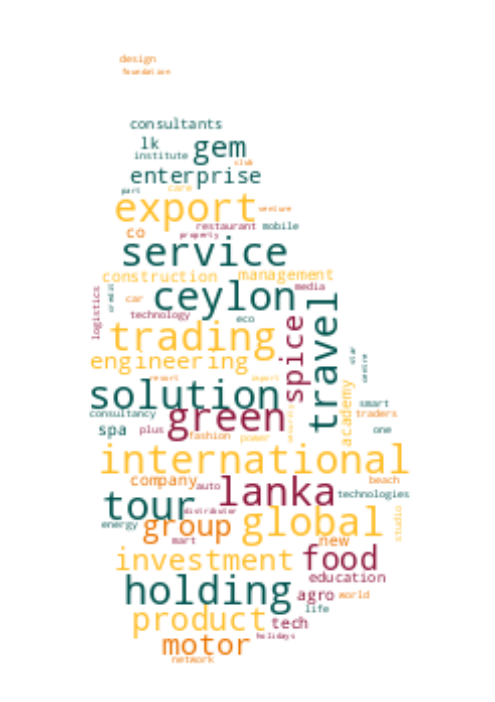 design
foundation
consultants
lk
gem
institute
club
enterprise
part
care
export
venture
restaurant mobile
co
property
service
construction management
logistics
credit
car
ceylon
media
technology
eco
travel
spice
trading
star
centre
engineering
resort
import
solution
academy
smart
consultancy
green
traders
spa
plus
fashion
power
university
one
international
company
auto
lanka
beach
technologies
tour
distributor
energy
group
global
studio
mart
new
investment
food
education
holding
agro
world
life
product
tech
holidays
motor
network